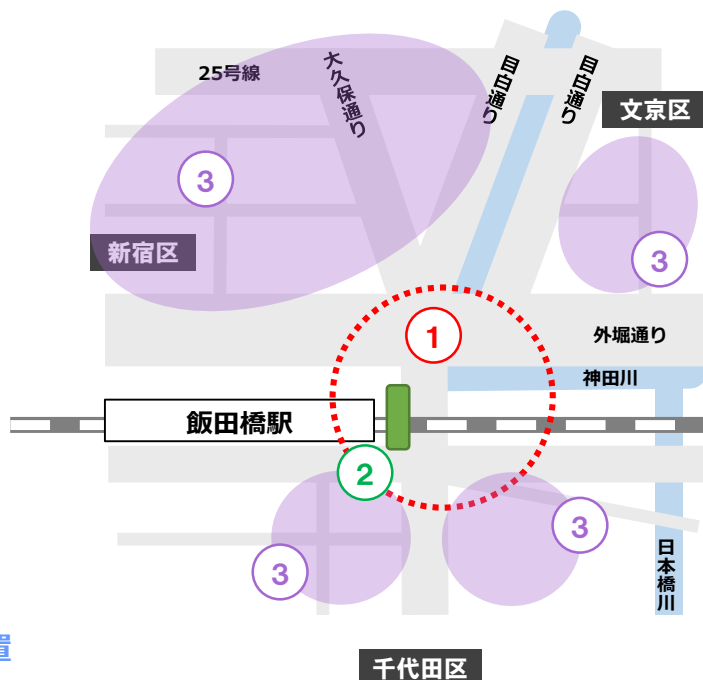 25号線
大久保通り
目白通り
目白通り
文京区
3
新宿区
3
1
外堀通り
神田川
飯田橋駅
2
3
3
日本橋川
置
千代田区